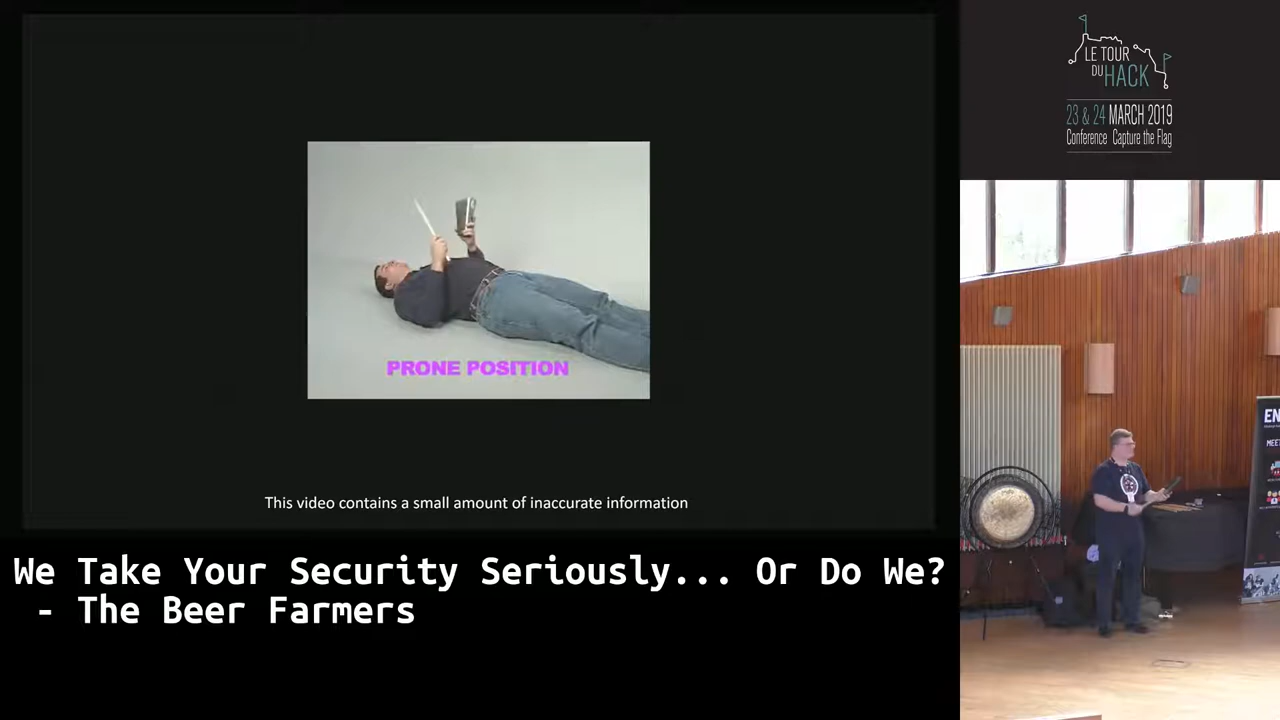 PRONE POSITION
This video contains a small amount of inaccurate information
We Take Your Security Seriously... Or Do We?
- The Beer Farmers
LE TOUR
DU HACK
23 & 24 MARCH 2019
Conference Capture the Flag
EN
MEET